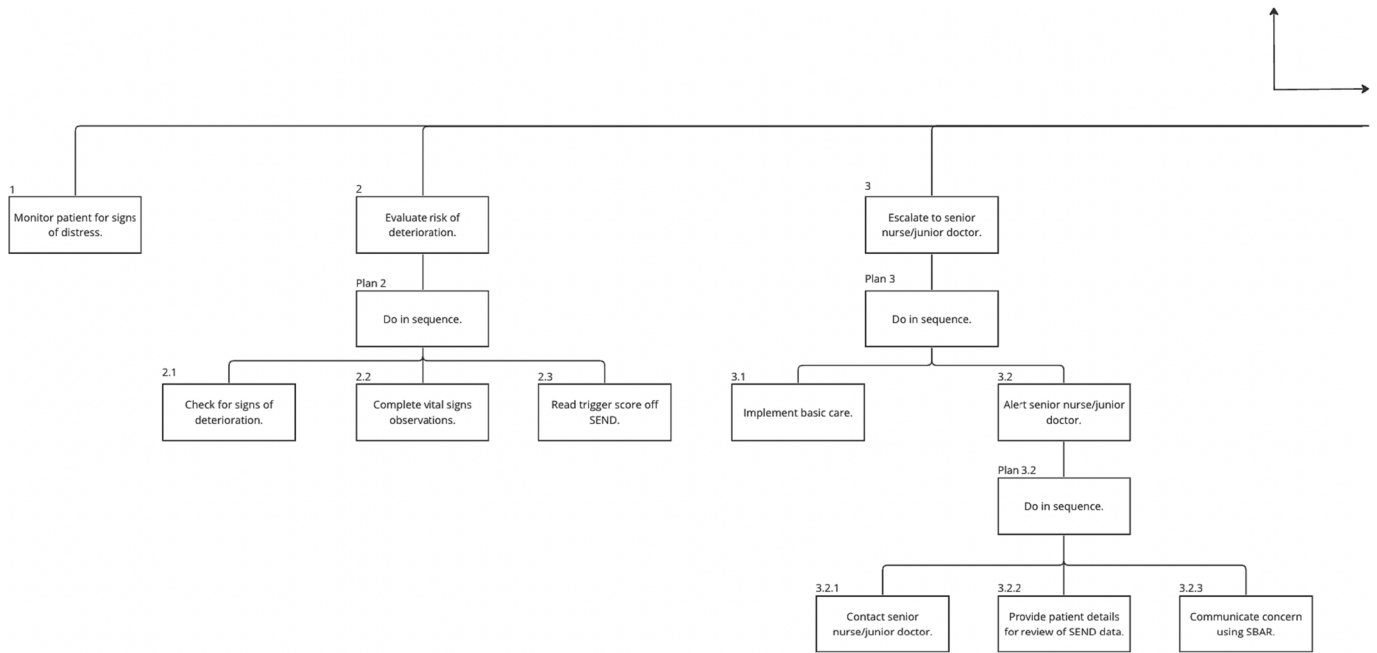 1
Monitor patient for signs
of distress.
2
Evaluate risk of
deterioration.
3
Escalate to senior
nurse/junior doctor.
Plan 2
Do in sequence.
Plan 3
Do in sequence.
2.1
Check for signs of
deterioration.
2.2
Complete vital signs
observations.
2.3
Read trigger score off
SEND.
3.1
Implement basic care.
3.2
Alert senior nurse/junior
doctor.
Plan 3.2
Do in sequence.
3.2.1
Contact senior
nurse/junior doctor.
3.2.2
Provide patient details
for review of SEND data.
3.2.3
Communicate concern
using SBAR.